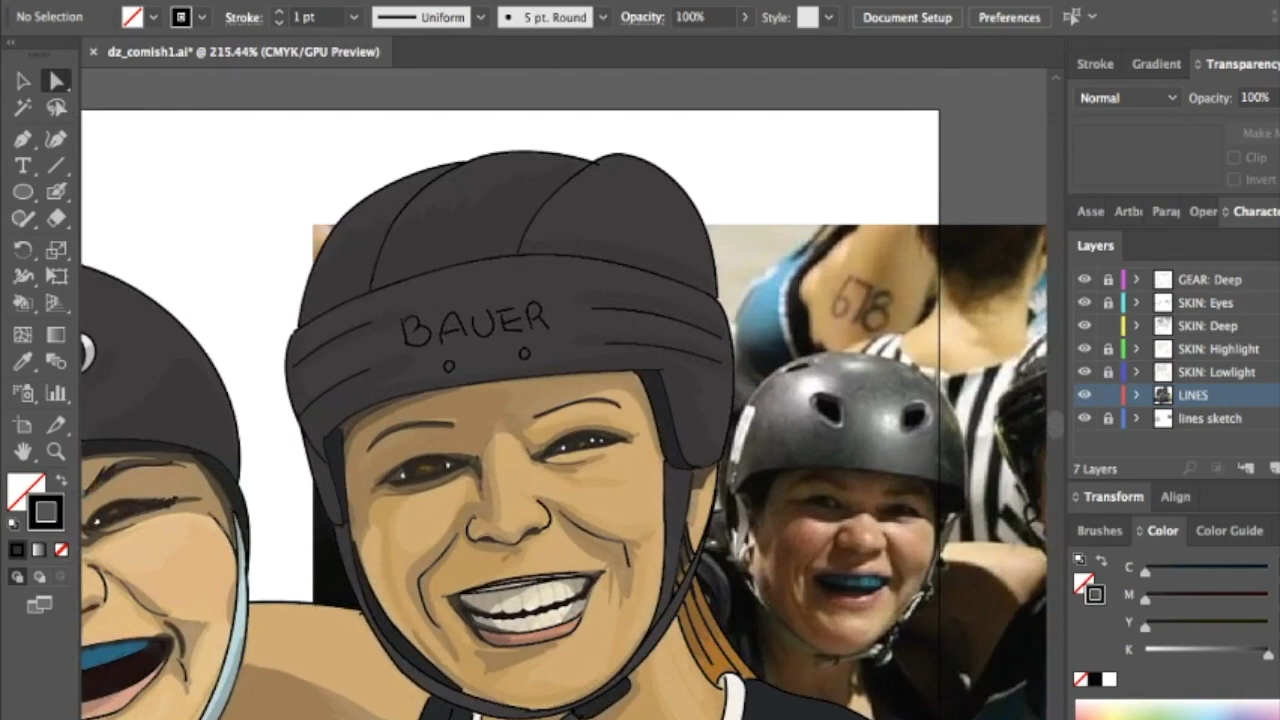 No Selection Stroke: 1 pt Uniform 5 pt. Round Opacity: 100% Style: Document Setup Preferences
× dz_comish1.ai* @ 215.44% (CMYK/GPU Preview)
Stroke Gradient Transparency
Normal Opacity: 100%
Make M
Clip
Invert
Asse Artb Para Oper Characte
Layers
GEAR: Deep
SKIN: Eyes
SKIN: Deep
SKIN: Highlight
SKIN: Lowlight
LINES
lines sketch
7 Layers
Transform Align
Brushes Color Color Guide
C
M
Y
K
T
BAUER
678